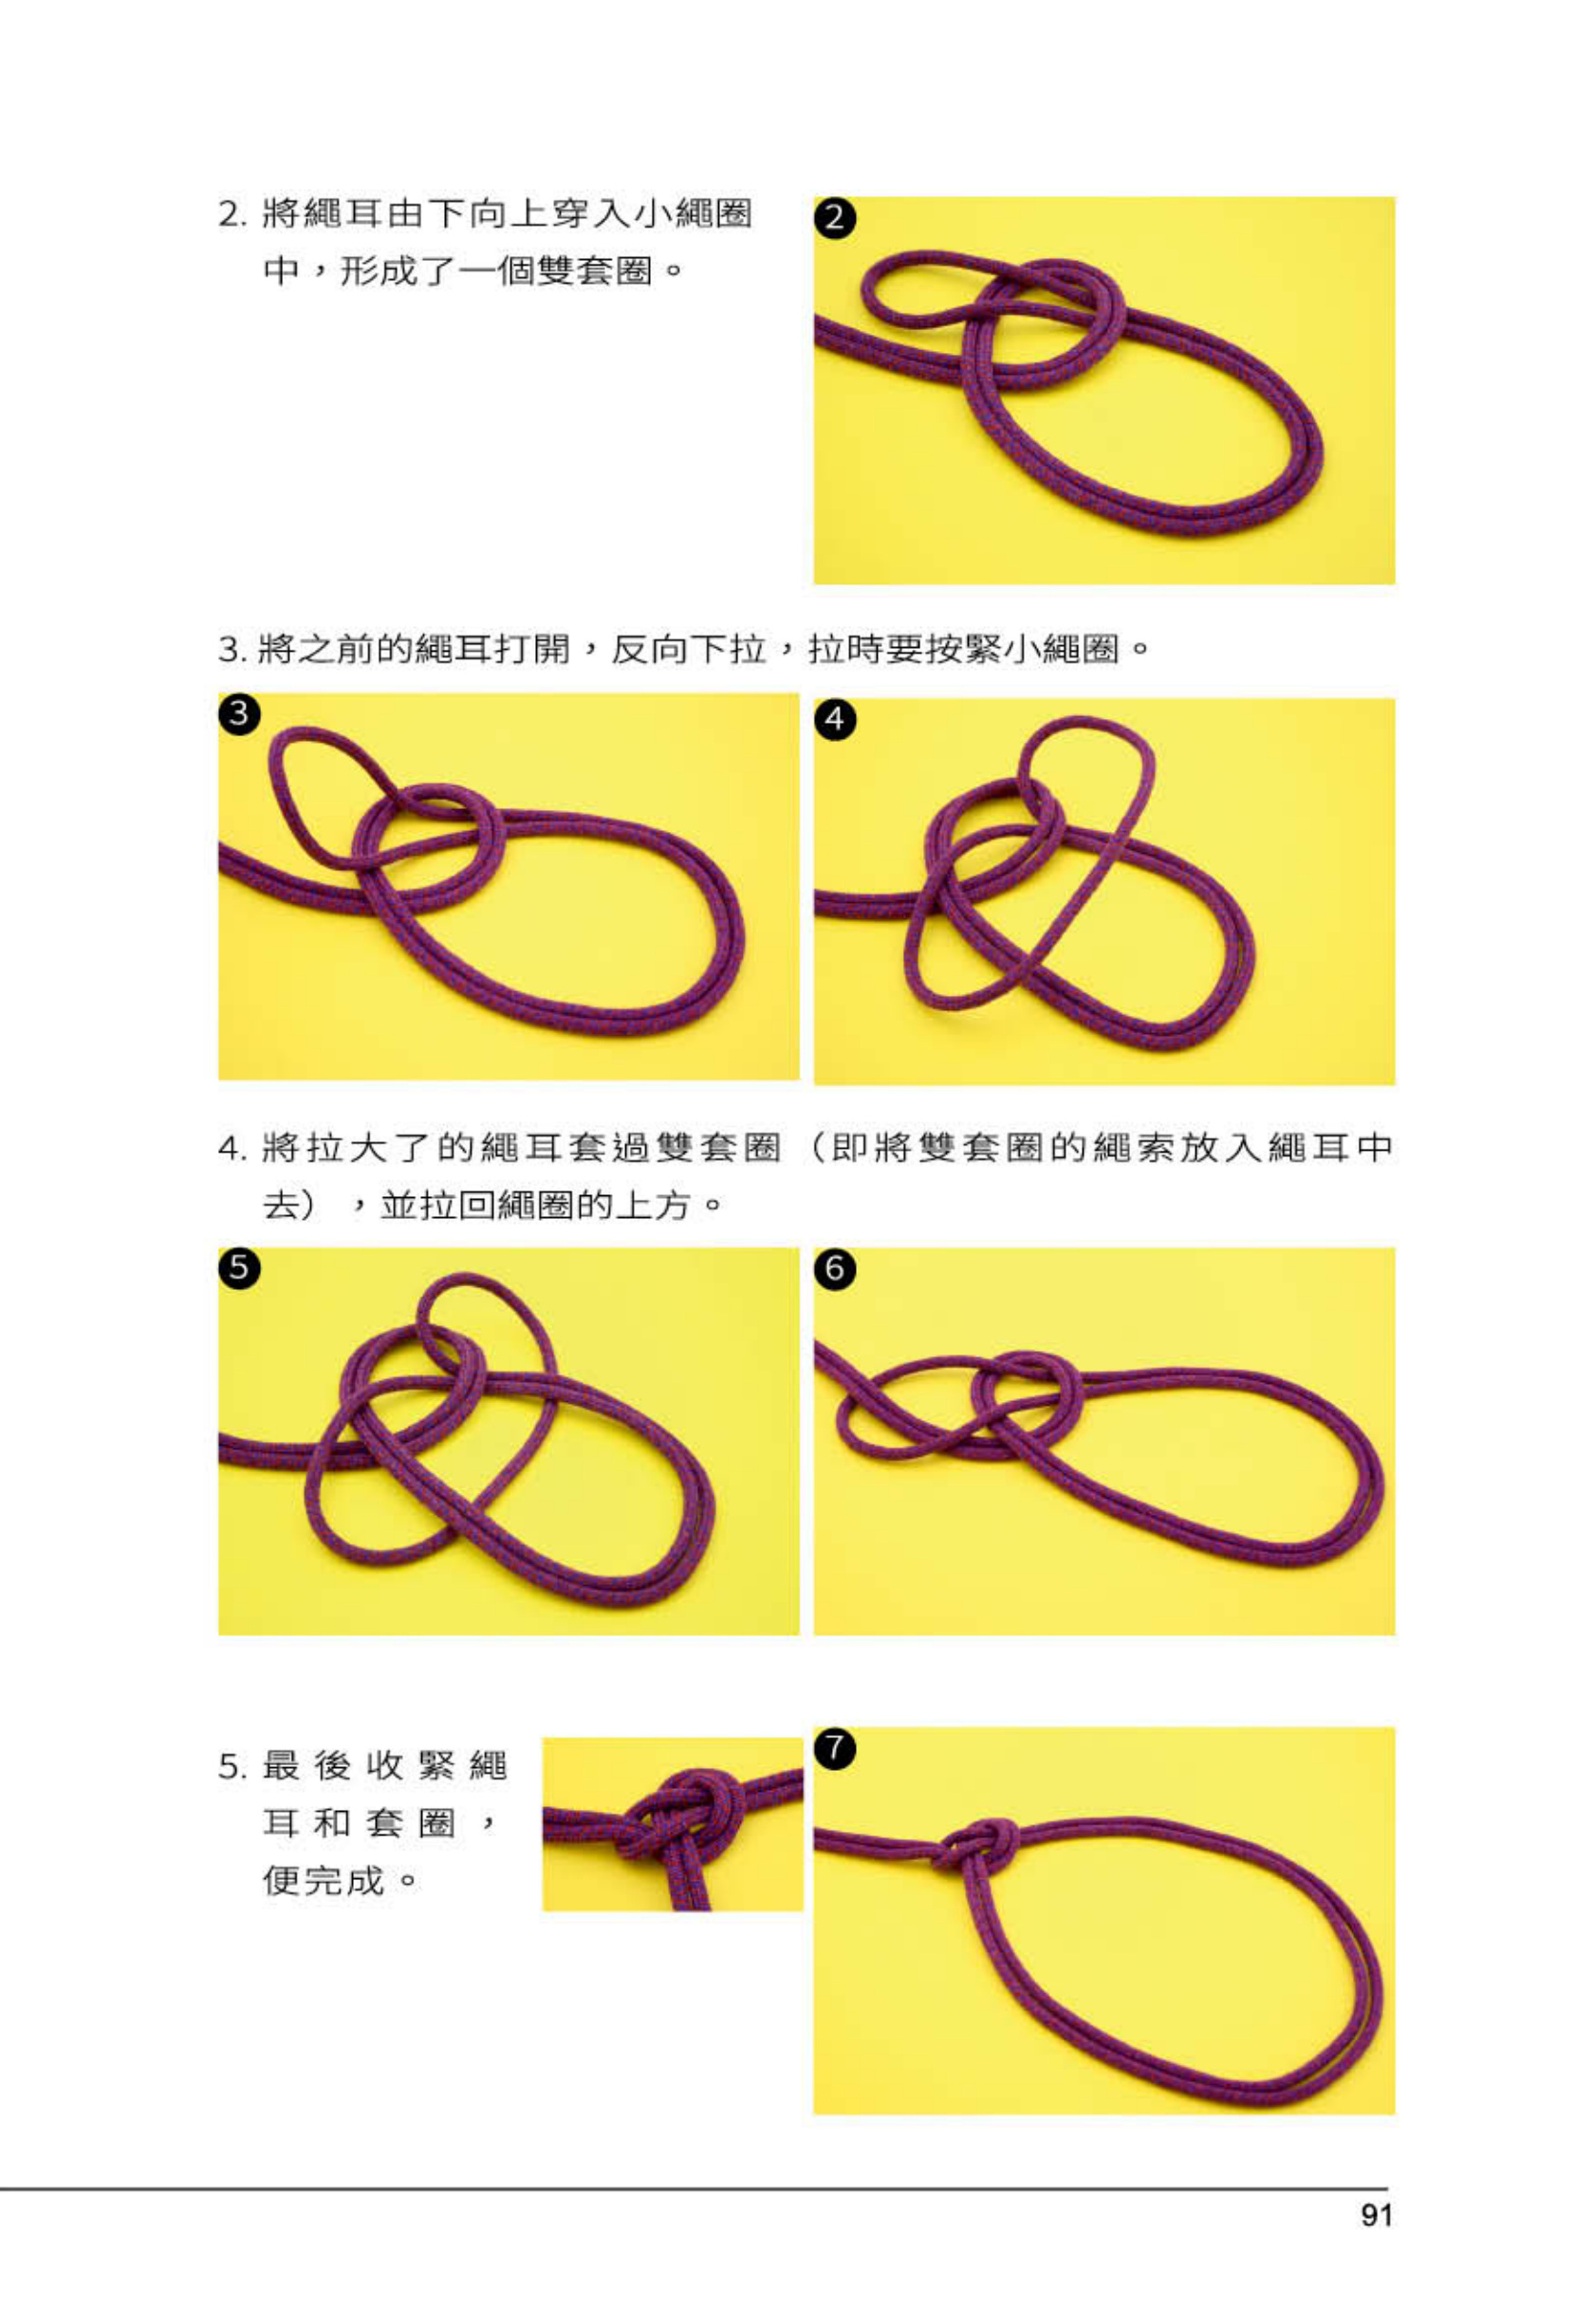 2. 將繩耳由下向上穿入小繩圈
中，形成了一個雙套圈。
2
3. 將之前的繩耳打開，反向下拉，拉時要按緊小繩圈。
3
4
4. 將拉大了的繩耳套過雙套圈（即將雙套圈的繩索放入繩耳中
去），並拉回繩圈的上方。
5
6
5. 最後收緊繩
耳和套圈，
便完成。
7
91